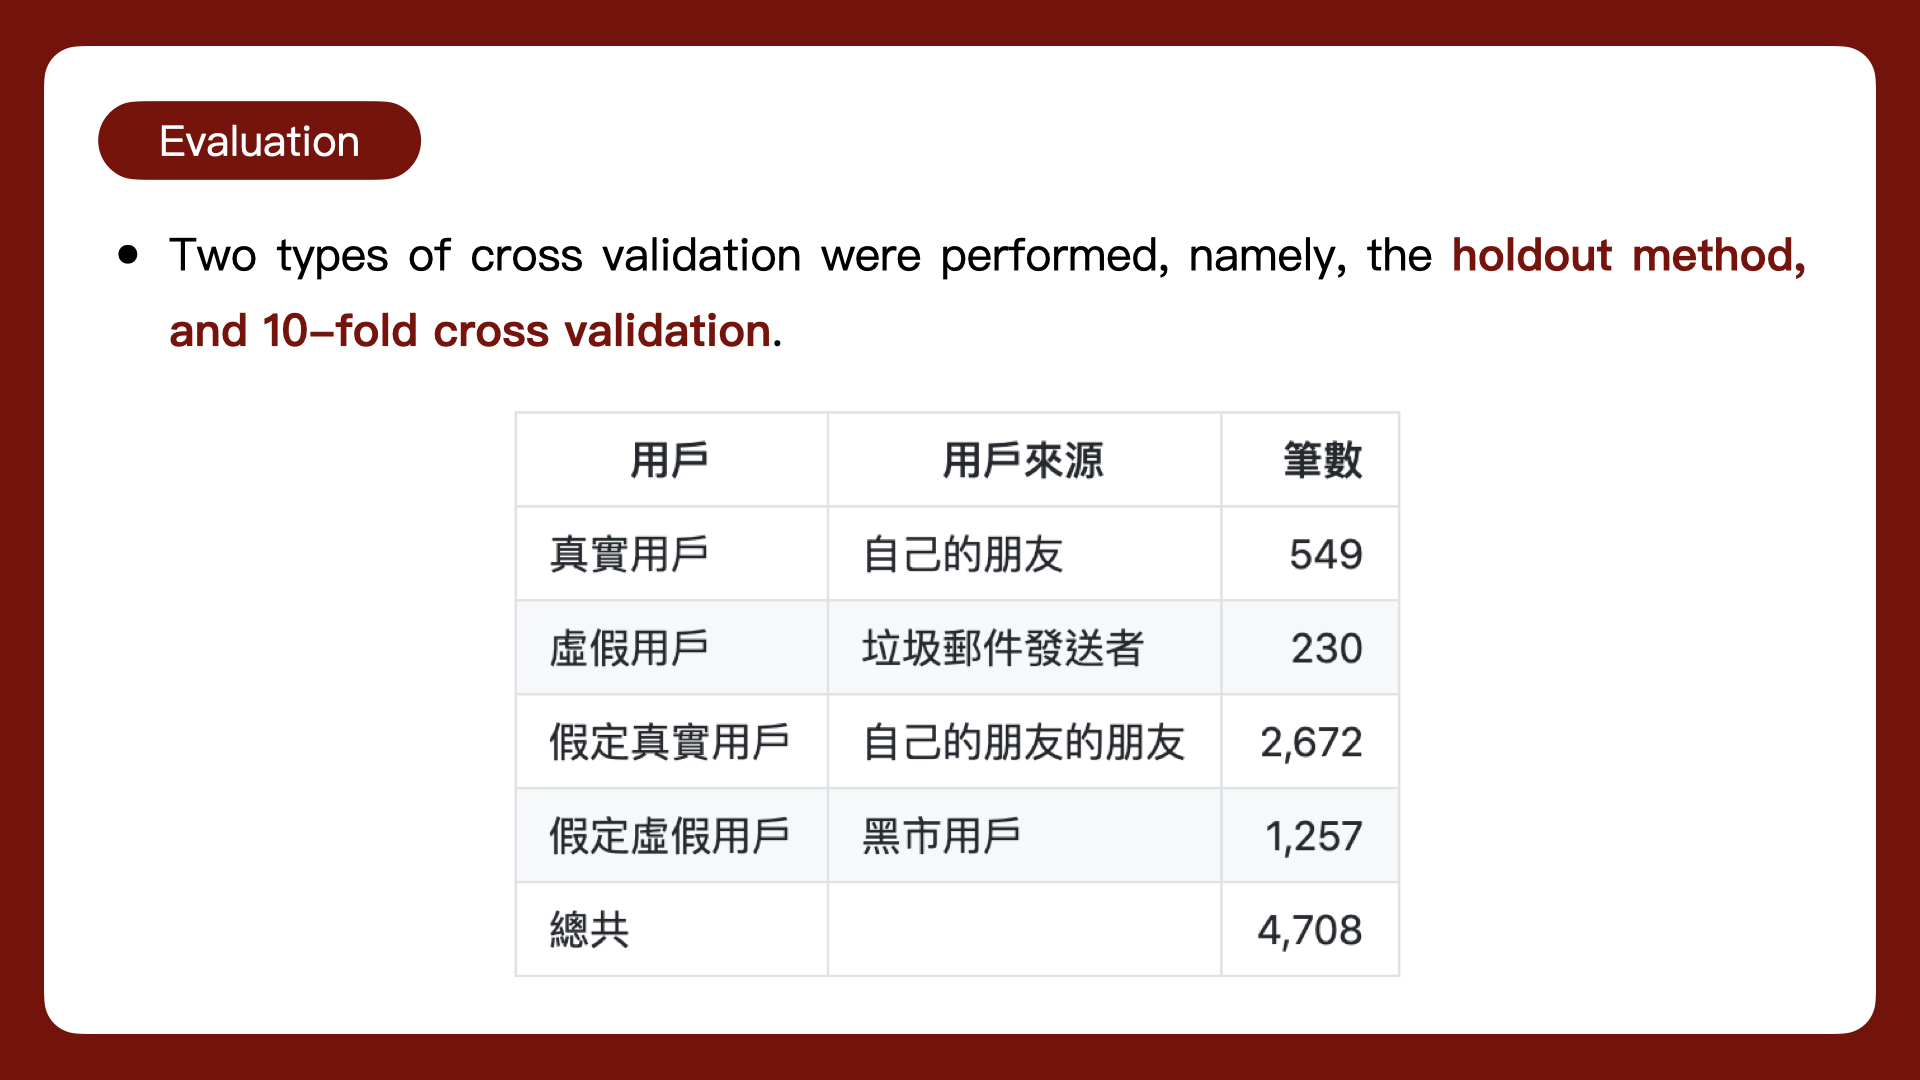 Evaluation
● Two types of cross validation were performed, namely, the holdout method,
and 10–fold cross validation.
用戶 用戶來源 筆數
真實用戶 自己的朋友 549
虛假用戶 垃圾郵件發送者 230
假定真實用戶 自己的朋友的朋友 2,672
假定虛假用戶 黑市用戶 1,257
總共 4,708